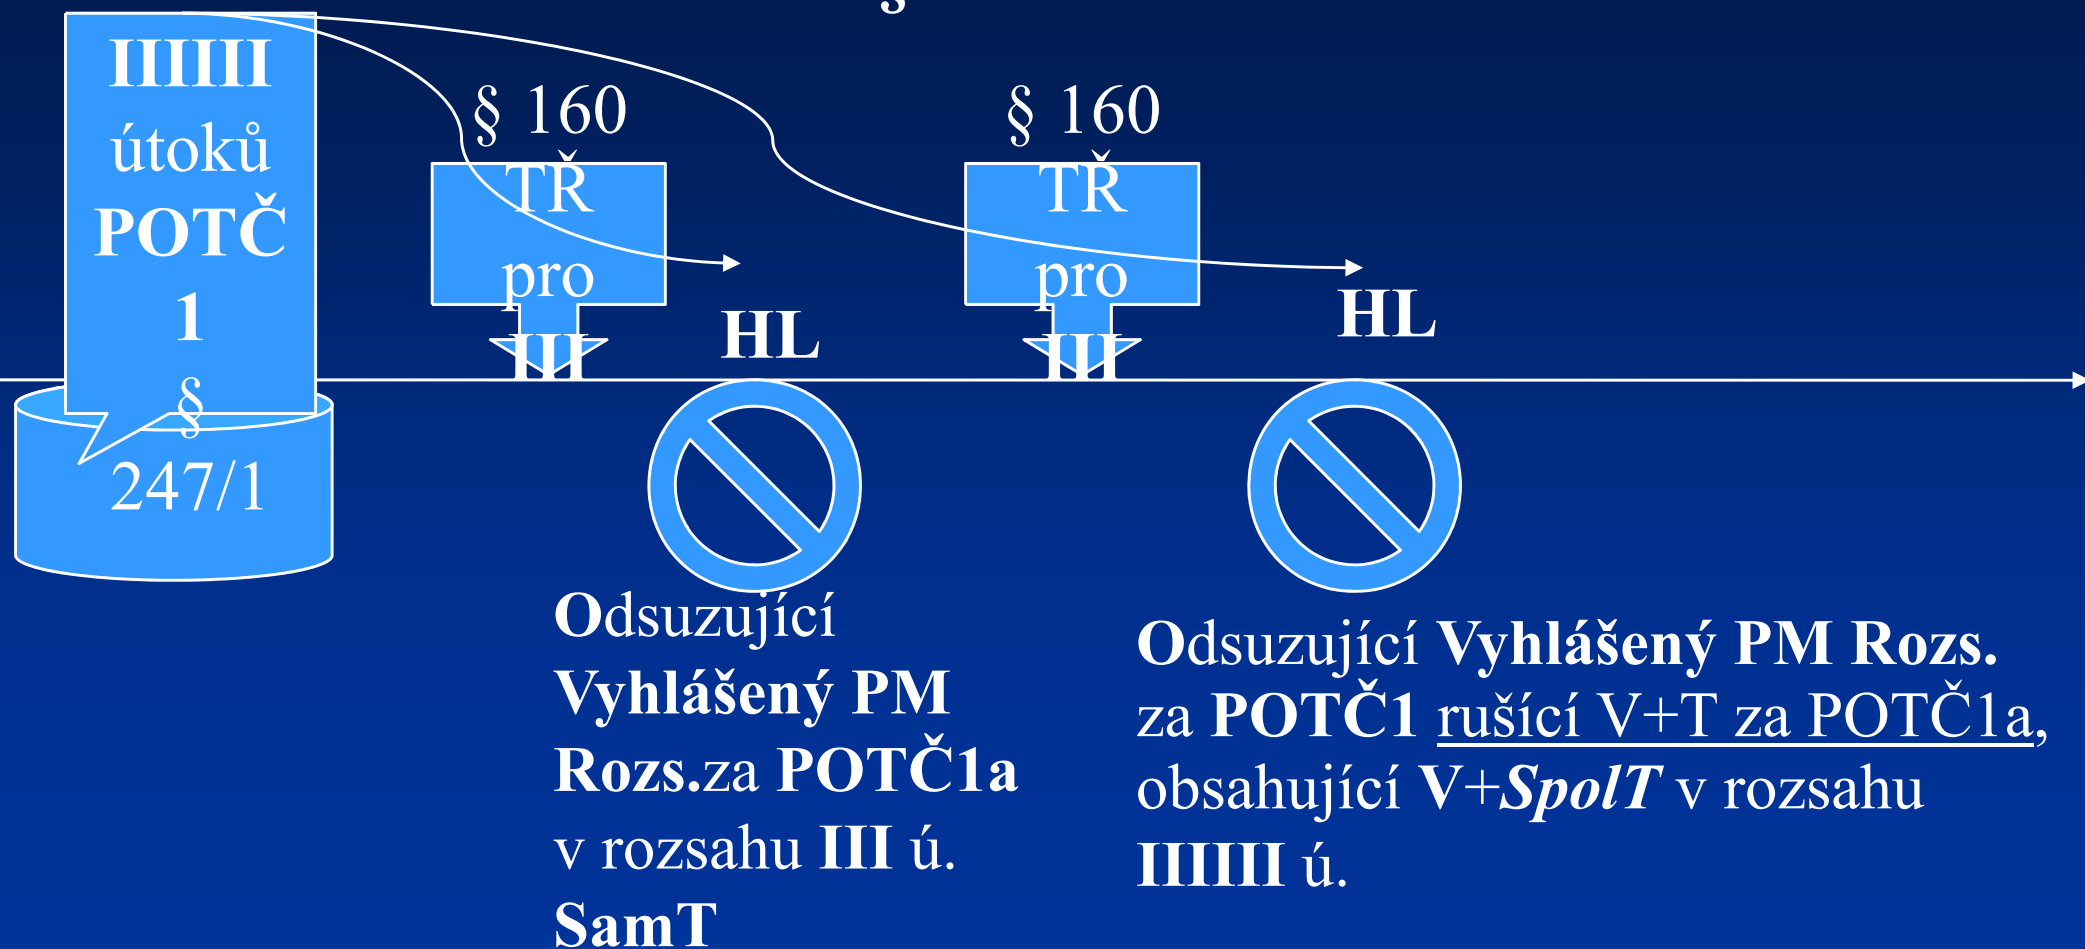 §
IIIIII
útoků
POTČ
1
§
247/1
§ 160
TŘ
pro
III
HL
§ 160
TŘ
pro
III
HL
Odsuzující
Vyhlášený PM
Rozs.za POTČ1a
v rozsahu III ú.
SamT
Odsuzující Vyhlášený PM Rozs.
za POTČ1 rušící V+T za POTČ1a,
obsahující V+SpolT v rozsahu
IIIIII ú.